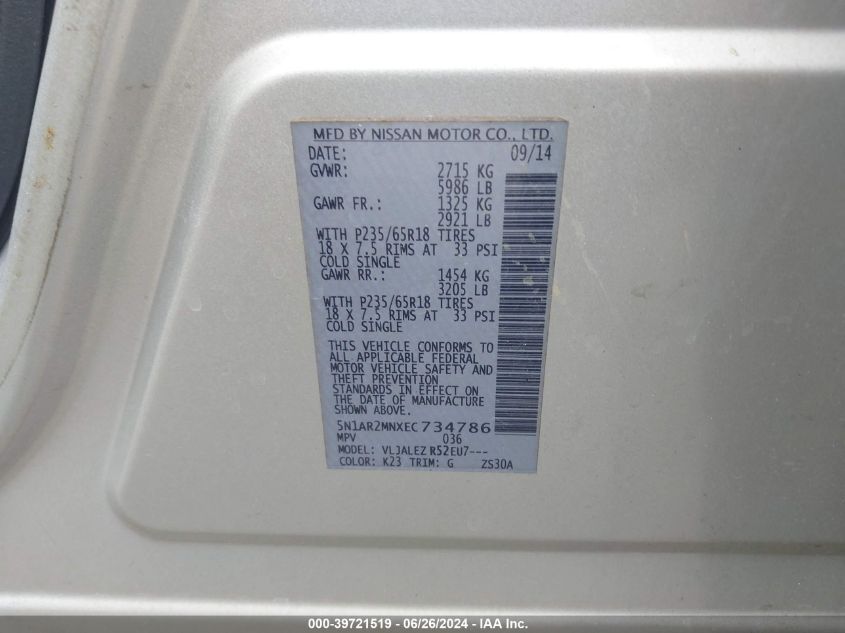 MFD BY NISSAN MOTOR CO., LTD.
DATE: 09/14
GVWR: 2715 KG
5986 LB
GAWR FR.: 1325 KG
2921 LB
WITH P235/65R18 TIRES
18 X 7.5 RIMS AT 33 PSI
COLD SINGLE
GAWR RR.: 1454 KG
3205 LB
WITH P235/65R18 TIRES
18 X 7.5 RIMS AT 33 PSI
COLD SINGLE
THIS VEHICLE CONFORMS TO
ALL APPLICABLE FEDERAL
MOTOR VEHICLE SAFETY AND
THEFT PREVENTION
STANDARDS IN EFFECT ON
THE DATE OF MANUFACTURE
SHOWN ABOVE.
5N1AR2MNXEC734786
MPV 036
MODEL: VLJALEZ R52EU7---
COLOR: K23 TRIM: G ZS30A
000-39721519 - 06/26/2024 - IAA Inc.